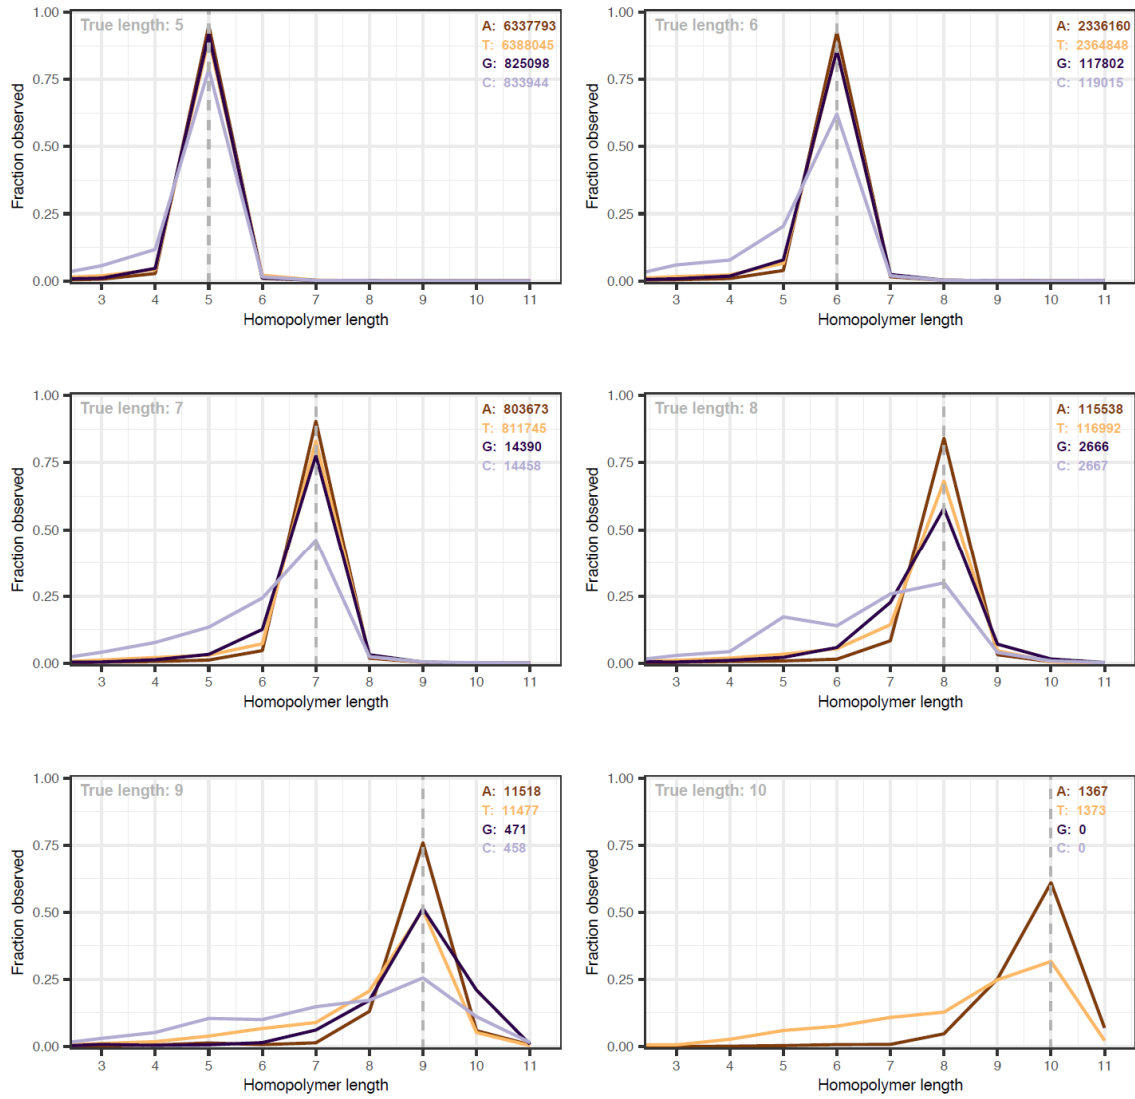 True length: 5
A: 6337793
T: 6388045
G: 825098
C: 833944
1.00
0.75
0.50
0.25
0.00
Fraction observed
3 4 5 6 7 8 9 10 11
Homopolymer length
True length: 6
A: 2336160
T: 2364848
G: 117802
C: 119015
1.00
0.75
0.50
0.25
0.00
Fraction observed
3 4 5 6 7 8 9 10 11
Homopolymer length
True length: 7
A: 803673
T: 811745
G: 14390
C: 14458
1.00
0.75
0.50
0.25
0.00
Fraction observed
3 4 5 6 7 8 9 10 11
Homopolymer length
True length: 8
A: 115538
T: 116992
G: 2666
C: 2667
1.00
0.75
0.50
0.25
0.00
Fraction observed
3 4 5 6 7 8 9 10 11
Homopolymer length
True length: 9
A: 11518
T: 11477
G: 471
C: 458
1.00
0.75
0.50
0.25
0.00
Fraction observed
3 4 5 6 7 8 9 10 11
Homopolymer length
True length: 10
A: 1367
T: 1373
G: 0
C: 0
1.00
0.75
0.50
0.25
0.00
Fraction observed
3 4 5 6 7 8 9 10 11
Homopolymer length